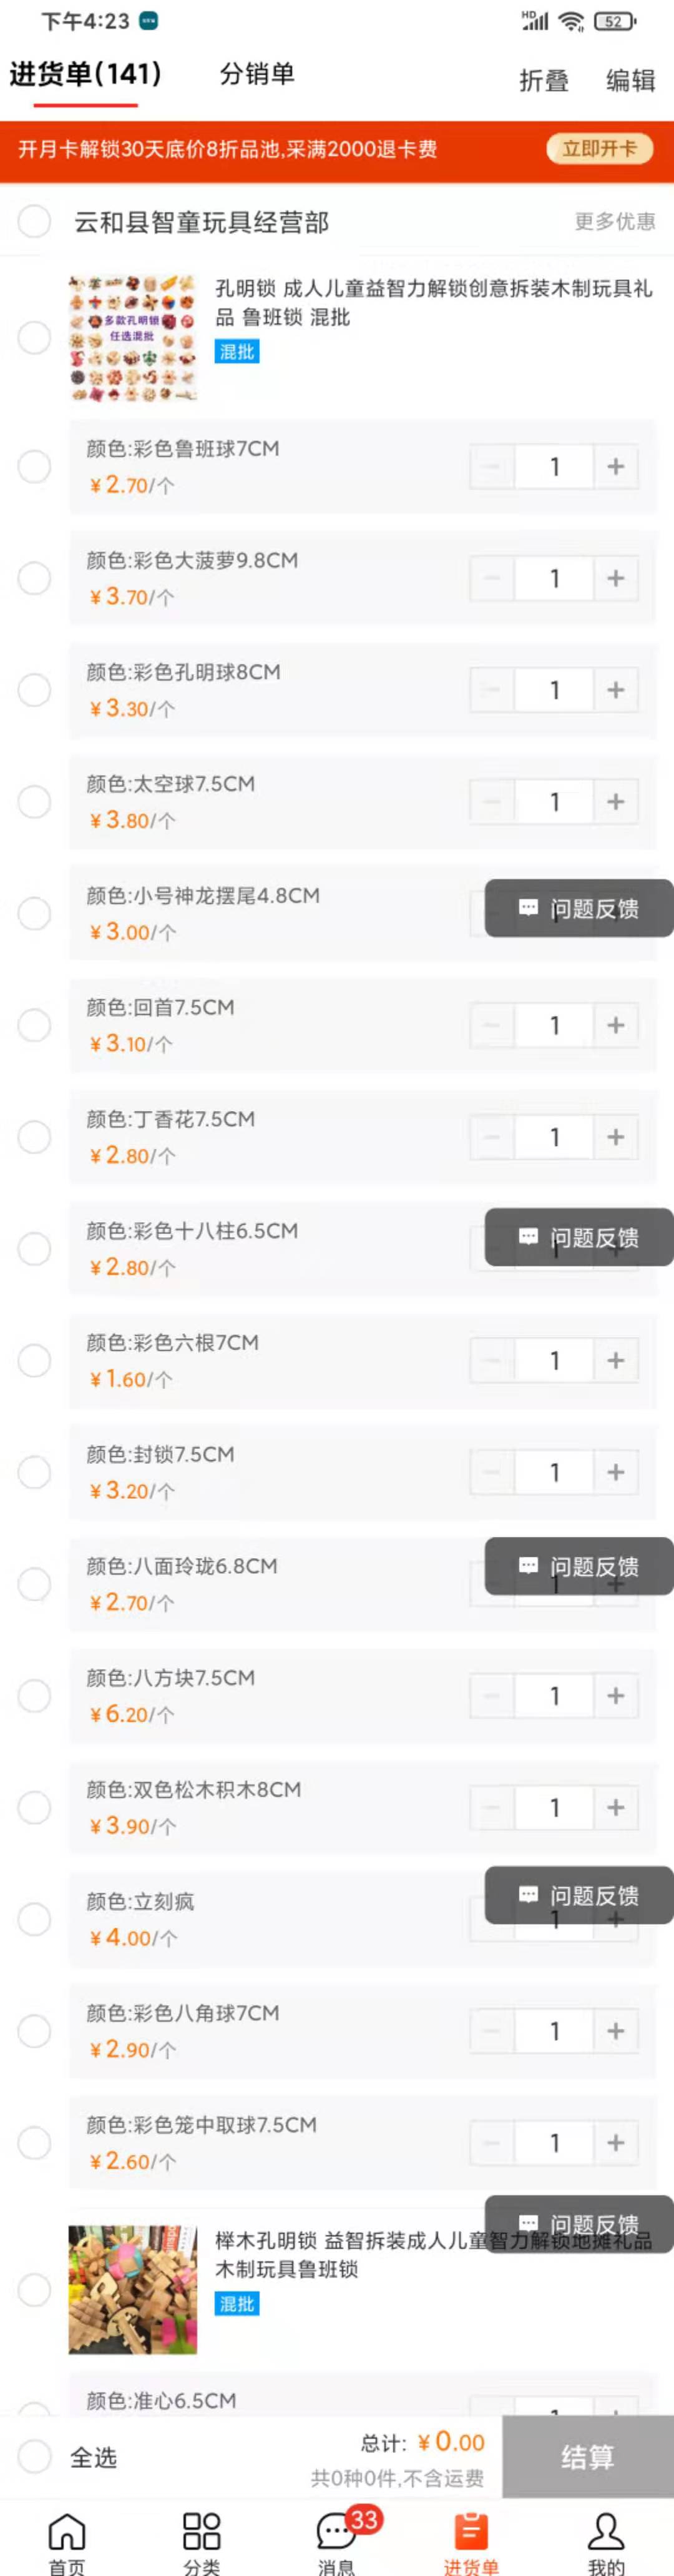 下午4:23
HD
52
进货单(141)
分销单
折叠
编辑
开月卡解锁30天底价8折品池,采满2000退卡费
立即开卡
云和县智童玩具经营部
更多优惠
多款孔明锁
任选混批
孔明锁 成人儿童益智力解锁创意拆装木制玩具礼
品 鲁班锁 混批
混批
颜色:彩色鲁班球7CM
¥2.70/个
1
颜色:彩色大菠萝9.8CM
¥3.70/个
1
颜色:彩色孔明球8CM
¥3.30/个
1
颜色:太空球7.5CM
¥3.80/个
1
颜色:小号神龙摆尾4.8CM
¥3.00/个
问题反馈
颜色:回首7.5CM
¥3.10/个
1
颜色:丁香花7.5CM
¥2.80/个
1
颜色:彩色十八柱6.5CM
¥2.80/个
问题反馈
颜色:彩色六根7CM
¥1.60/个
1
颜色:封锁7.5CM
¥3.20/个
1
颜色:八面玲珑6.8CM
¥2.70/个
1
问题反馈
颜色:八方块7.5CM
¥6.20/个
1
颜色:双色松木积木8CM
¥3.90/个
1
颜色:立刻疯
¥4.00/个
1
问题反馈
颜色:彩色八角球7CM
¥2.90/个
1
颜色:彩色笼中取球7.5CM
¥2.60/个
1
问题反馈
榉木孔明锁 益智拆装成人儿童智力解锁地摊礼品
木制玩具鲁班锁
混批
颜色:准心6.5CM
全选
总计: ¥0.00
共0种0件,不含运费
结算
33
首页
分类
消息
进货单
我的